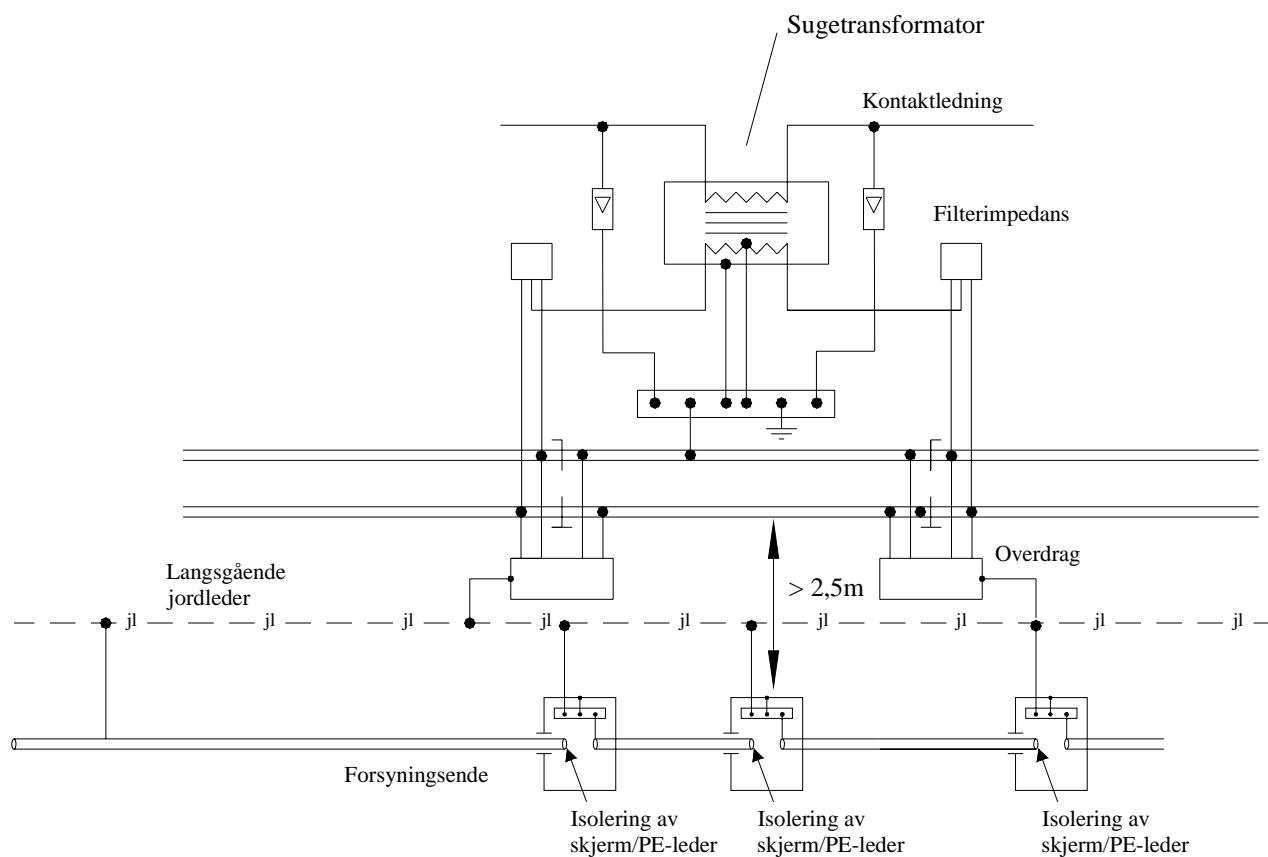 Sugetransformator
Kontaktledning
Filterimpedans
Overdrag
> 2,5m
Langsgående
jordleder
jl jl jl jl jl jl jl jl jl
Forsyningsende
Isolering av
skjerm/PE-leder
Isolering av
skjerm/PE-leder
Isolering av
skjerm/PE-leder